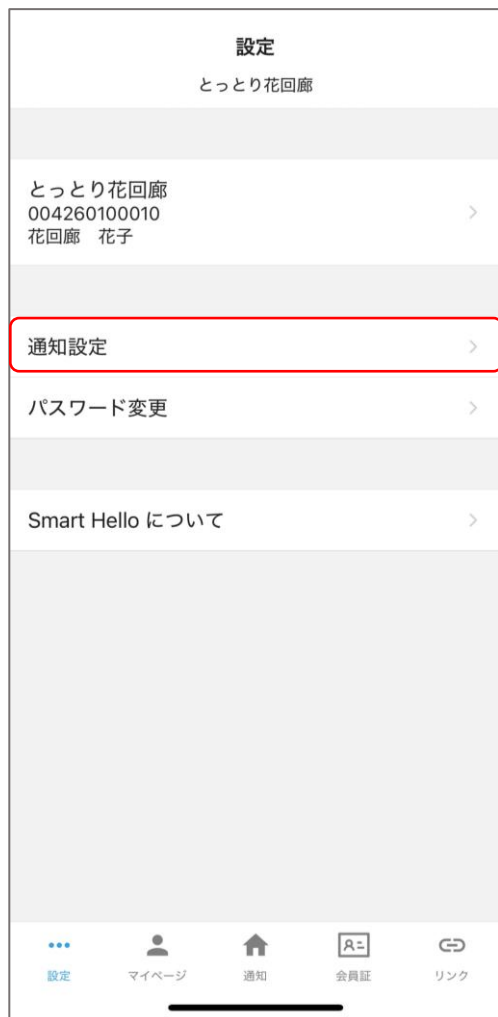 設定
とっとり花回廊
とっとり花回廊
004260100010
花回廊　花子
通知設定
パスワード変更
Smart Hello について
設定 マイページ 通知 会員証 リンク